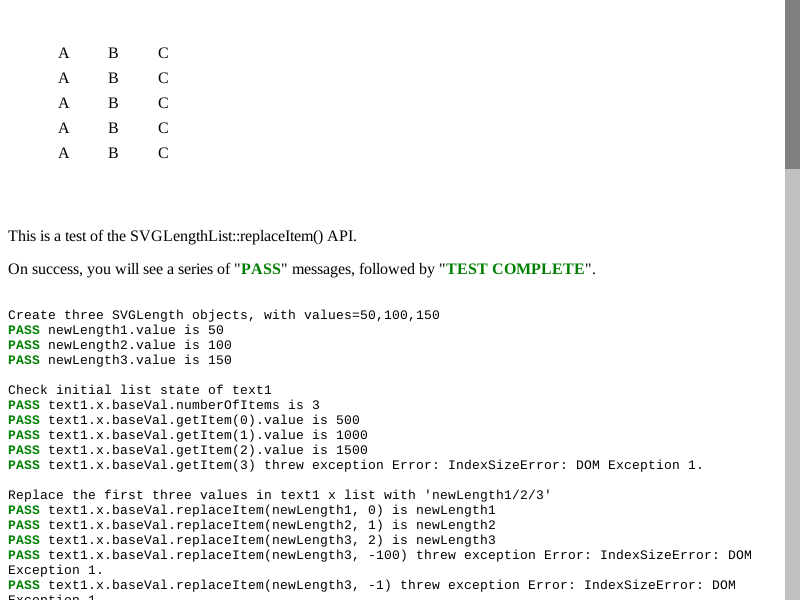 A B C
A B C
A B C
A B C
A B C
This is a test of the SVGLengthList::replaceItem() API.
On success, you will see a series of "PASS" messages, followed by "TEST COMPLETE".
Create three SVGLength objects, with values=50,100,150
PASS newLength1.value is 50
PASS newLength2.value is 100
PASS newLength3.value is 150
Check initial list state of text1
PASS text1.x.baseVal.numberOfItems is 3
PASS text1.x.baseVal.getItem(0).value is 500
PASS text1.x.baseVal.getItem(1).value is 1000
PASS text1.x.baseVal.getItem(2).value is 1500
PASS text1.x.baseVal.getItem(3) threw exception Error: IndexSizeError: DOM Exception 1.
Replace the first three values in text1 x list with 'newLength1/2/3'
PASS text1.x.baseVal.replaceItem(newLength1, 0) is newLength1
PASS text1.x.baseVal.replaceItem(newLength2, 1) is newLength2
PASS text1.x.baseVal.replaceItem(newLength3, 2) is newLength3
PASS text1.x.baseVal.replaceItem(newLength3, -100) threw exception Error: IndexSizeError: DOM
Exception 1.
PASS text1.x.baseVal.replaceItem(newLength3, -1) threw exception Error: IndexSizeError: DOM
Exception 1.